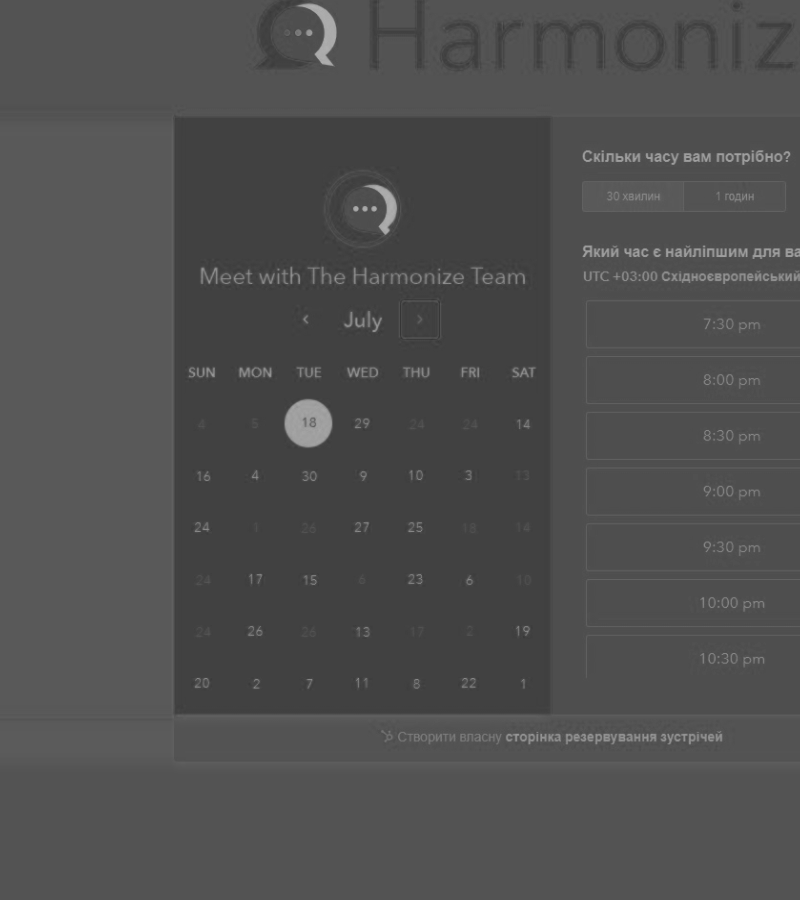 Harmoniz
Meet with The Harmonize Team
July
SUN MON TUE WED THU FRI SAT
4 5 18 29 24 24 14
16 4 30 9 10 3 13
24 1 26 27 25 18 14
24 17 15 6 23 6 10
24 26 26 13 17 2 19
20 2 7 11 8 22 1
Скільки часу вам потрібно?
30 хвилин 1 годин
Який час є найліпшим для ва
UTC +03:00 Східноєвропейський
7:30 pm
8:00 pm
8:30 pm
9:00 pm
9:30 pm
10:00 pm
10:30 pm
Створити власну сторінка резервування зустрічей